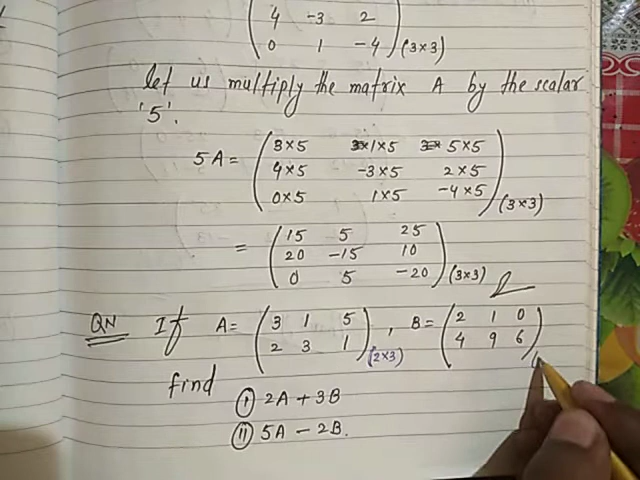 4 -3 2
0 1 -4 (3×3)
let us multiply the matrix A by the scalar
'5'.
5A = 3×5 1×5 5×5
4×5 -3×5 2×5
0×5 1×5 -4×5 (3×3)
= 15 5 25
20 -15 10
0 5 -20 (3×3)
QN If A = (3 1 5 / 2 3 1) (2×3), B = (2 1 0 / 4 9 6)
find
(i) 2A + 3B
(ii) 5A - 2B.